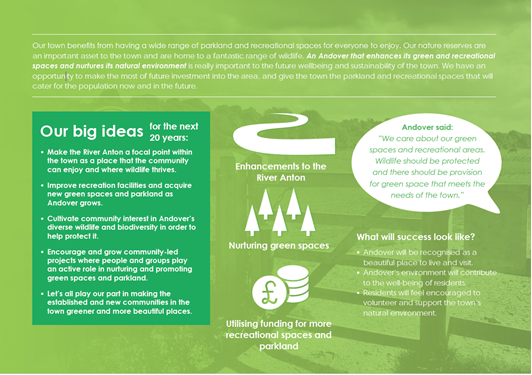 Our town benefits from having a wide range of parkland and recreational spaces for everyone to enjoy. Our nature reserves are
an important asset to the town and are home to a fantastic range of wildlife. An Andover that enhances its green and recreational
spaces and nurtures its natural environment is really important to the future wellbeing and sustainability of the town. We have an
opportunity to make the most of future investment into the area, and give the town the parkland and recreational spaces that will
cater for the population now and in the future.
Our big ideas for the next
20 years:
• Make the River Anton a focal point within
the town as a place that the community
can enjoy and where wildlife thrives.
• Improve recreation facilities and acquire
new green spaces and parkland as
Andover grows.
• Cultivate community interest in Andover's
diverse wildlife and biodiversity in order to
help protect it.
• Encourage and grow community-led
projects where people and groups play
an active role in nurturing and promoting
green spaces and parkland.
• Let's all play our part in making the
established and new communities in the
town greener and more beautiful places.
Enhancements to the
River Anton
Nurturing green spaces
£
Utilising funding for more
recreational spaces and
parkland
Andover said:
"We care about our green
spaces and recreational areas.
Wildlife should be protected
and there should be provision
for green space that meets the
needs of the town."
What will success look like?
• Andover will be recognised as a
beautiful place to live and visit.
• Andover's environment will contribute
to the well-being of residents.
• Residents will feel encouraged to
volunteer and support the town's
natural environment.